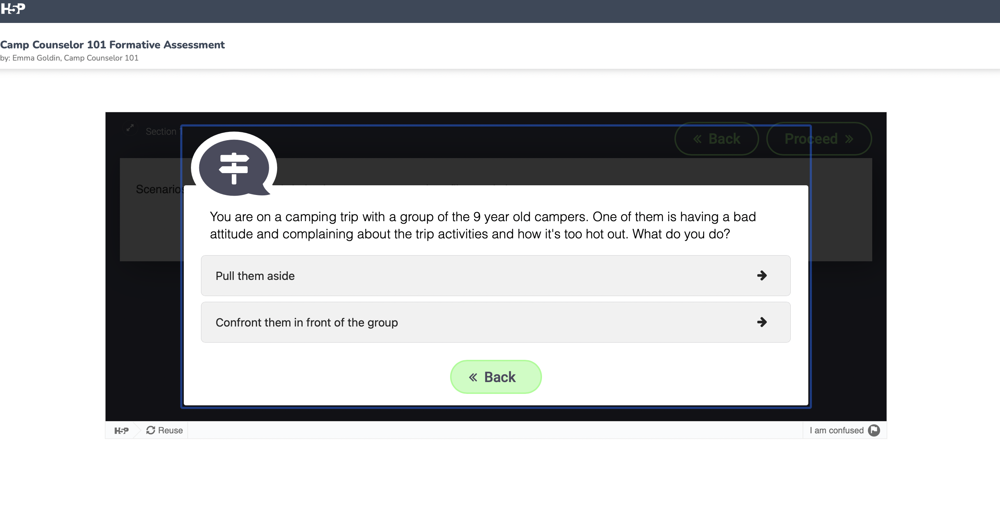 H5P
Camp Counselor 101 Formative Assessment
by: Emma Goldin, Camp Counselor 101
Section 1
« Back
Proceed »
Scenarios
You are on a camping trip with a group of the 9 year old campers. One of them is having a bad
attitude and complaining about the trip activities and how it's too hot out. What do you do?
Pull them aside
Confront them in front of the group
« Back
H5P
Reuse
I am confused